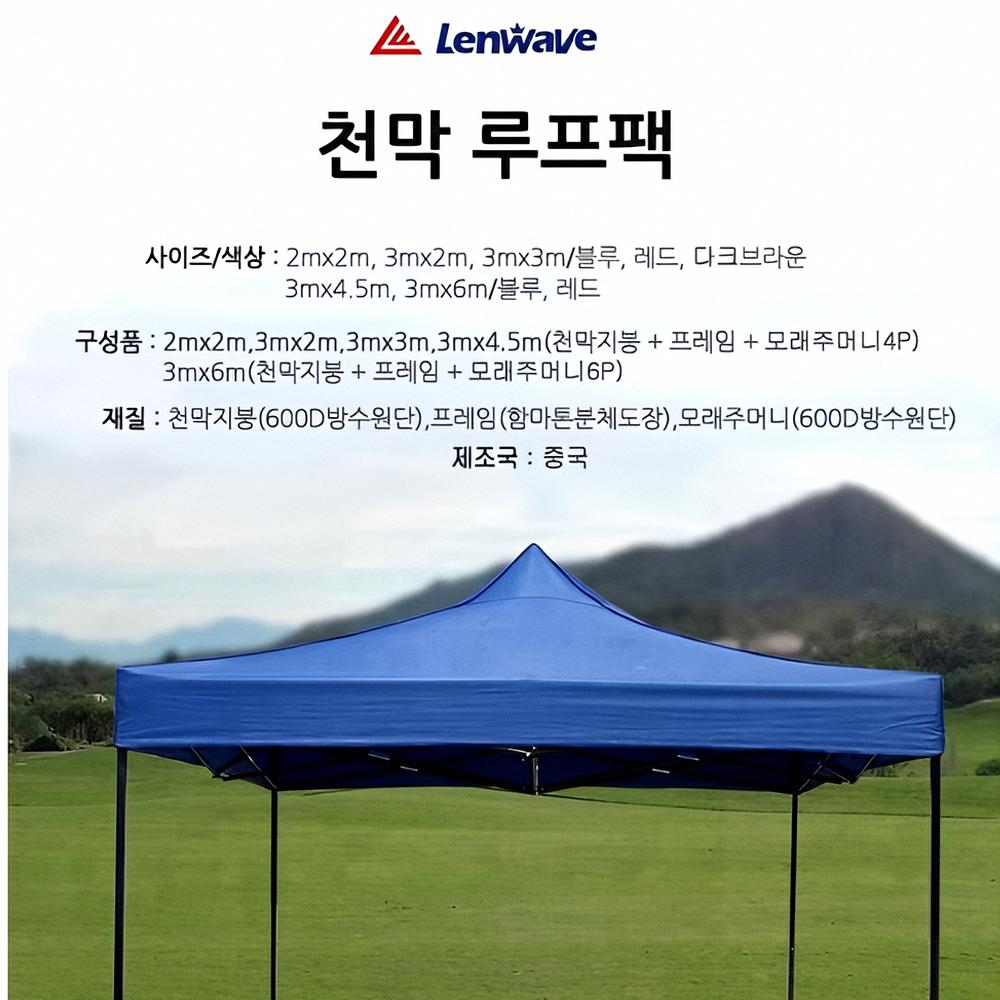 Lenwave
천막 루프팩
사이즈/색상 : 2mx2m, 3mx2m, 3mx3m/블루, 레드, 다크브라운
3mx4.5m, 3mx6m/블루, 레드
구성품 : 2mx2m,3mx2m,3mx3m,3mx4.5m(천막지붕 + 프레임 + 모래주머니4P)
3mx6m(천막지붕 + 프레임 + 모래주머니6P)
재질 : 천막지붕(600D방수원단),프레임(함마톤분체도장),모래주머니(600D방수원단)
제조국 : 중국